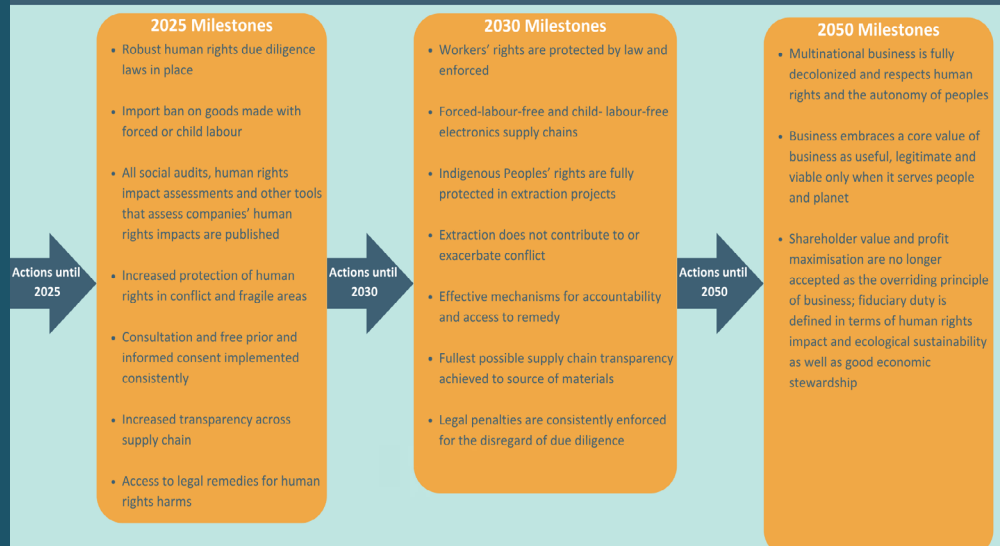 Actions until
2025
2025 Milestones
• Robust human rights due diligence
laws in place
• Import ban on goods made with
forced or child labour
• All social audits, human rights
impact assessments and other tools
that assess companies’ human
rights impacts are published
• Increased protection of human
rights in conflict and fragile areas
• Consultation and free prior and
informed consent implemented
consistently
• Increased transparency across
supply chain
• Access to legal remedies for human
rights harms
Actions until
2030
2030 Milestones
• Workers’ rights are protected by law and
enforced
• Forced-labour-free and child- labour-free
electronics supply chains
• Indigenous Peoples’ rights are fully
protected in extraction projects
• Extraction does not contribute to or
exacerbate conflict
• Effective mechanisms for accountability
and access to remedy
• Fullest possible supply chain transparency
achieved to source of materials
• Legal penalties are consistently enforced
for the disregard of due diligence
Actions until
2050
2050 Milestones
• Multinational business is fully
decolonized and respects human
rights and the autonomy of peoples
• Business embraces a core value of
business as useful, legitimate and
viable only when it serves people
and planet
• Shareholder value and profit
maximisation are no longer
accepted as the overriding principle
of business; fiduciary duty is
defined in terms of human rights
impact and ecological sustainability
as well as good economic
stewardship